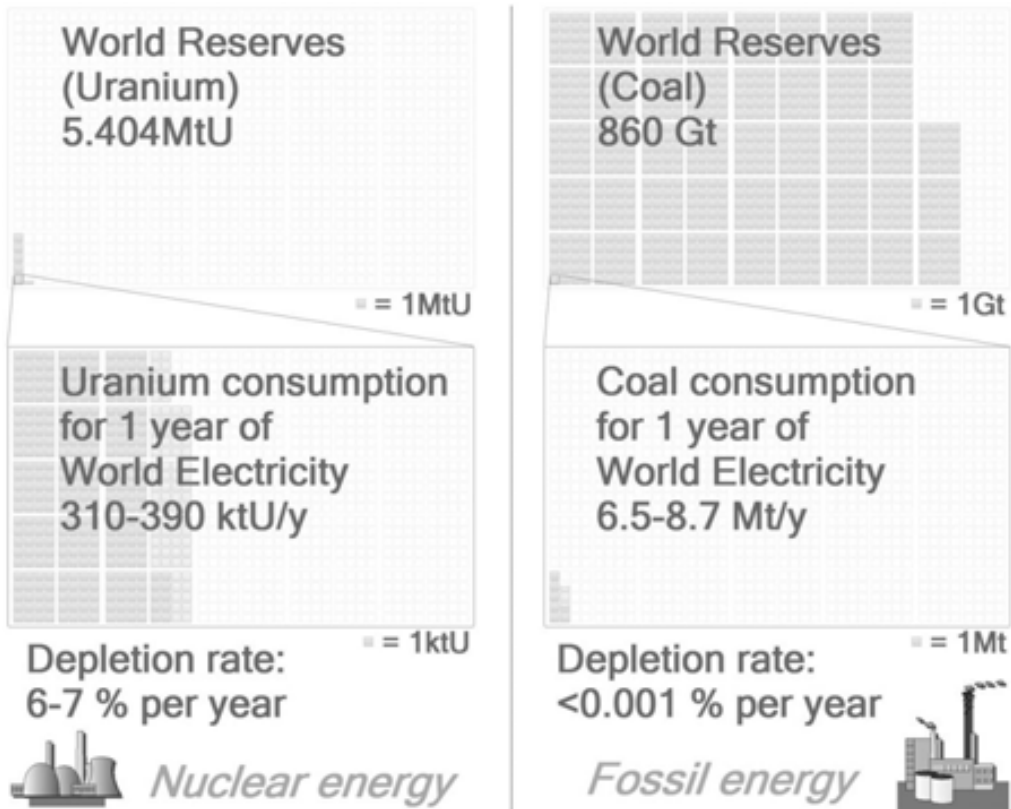 World Reserves
(Uranium)
5.404MtU
= 1MtU
Uranium consumption
for 1 year of
World Electricity
310-390 ktU/y
= 1ktU
Depletion rate:
6-7 % per year
Nuclear energy
World Reserves
(Coal)
860 Gt
= 1Gt
Coal consumption
for 1 year of
World Electricity
6.5-8.7 Mt/y
= 1Mt
Depletion rate:
<0.001 % per year
Fossil energy